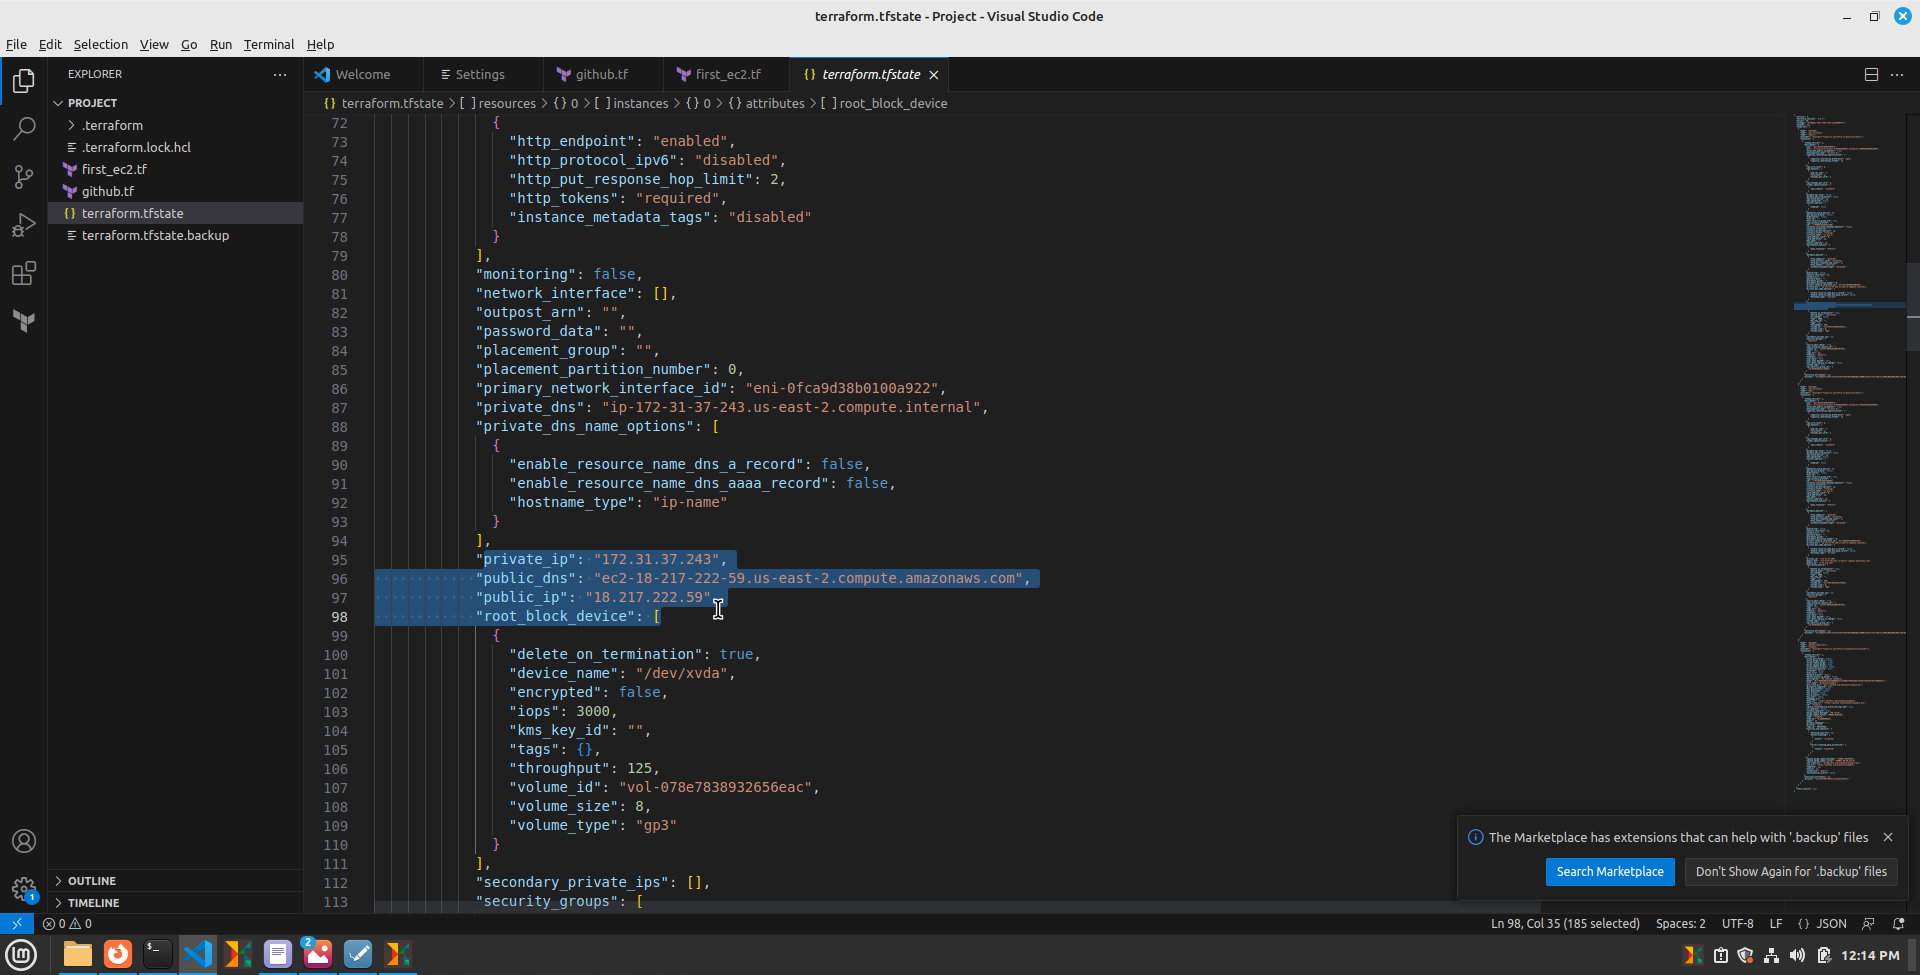 terraform.tfstate - Project - Visual Studio Code
File Edit Selection View Go Run Terminal Help
EXPLORER
PROJECT
.terraform
.terraform.lock.hcl
first_ec2.tf
github.tf
terraform.tfstate
terraform.tfstate.backup
OUTLINE
TIMELINE
Welcome Settings github.tf first_ec2.tf {} terraform.tfstate
{} terraform.tfstate > [ ] resources > {} 0 > [ ] instances > {} 0 > {} attributes > [ ] root_block_device
72 {
73 "http_endpoint": "enabled",
74 "http_protocol_ipv6": "disabled",
75 "http_put_response_hop_limit": 2,
76 "http_tokens": "required",
77 "instance_metadata_tags": "disabled"
78 }
79 ],
80 "monitoring": false,
81 "network_interface": [],
82 "outpost_arn": "",
83 "password_data": "",
84 "placement_group": "",
85 "placement_partition_number": 0,
86 "primary_network_interface_id": "eni-0fca9d38b0100a922",
87 "private_dns": "ip-172-31-37-243.us-east-2.compute.internal",
88 "private_dns_name_options": [
89 {
90 "enable_resource_name_dns_a_record": false,
91 "enable_resource_name_dns_aaaa_record": false,
92 "hostname_type": "ip-name"
93 }
94 ],
95 "private_ip": "172.31.37.243",
96 "public_dns": "ec2-18-217-222-59.us-east-2.compute.amazonaws.com",
97 "public_ip": "18.217.222.59",
98 "root_block_device": [
99 {
100 "delete_on_termination": true,
101 "device_name": "/dev/xvda",
102 "encrypted": false,
103 "iops": 3000,
104 "kms_key_id": "",
105 "tags": {},
106 "throughput": 125,
107 "volume_id": "vol-078e7838932656eac",
108 "volume_size": 8,
109 "volume_type": "gp3"
110 }
111 ],
112 "secondary_private_ips": [],
113 "security_groups": [
The Marketplace has extensions that can help with '.backup' files
Search Marketplace Don't Show Again for '.backup' files
1
0 0 Ln 98, Col 35 (185 selected) Spaces: 2 UTF-8 LF {} JSON
2
12:14 PM